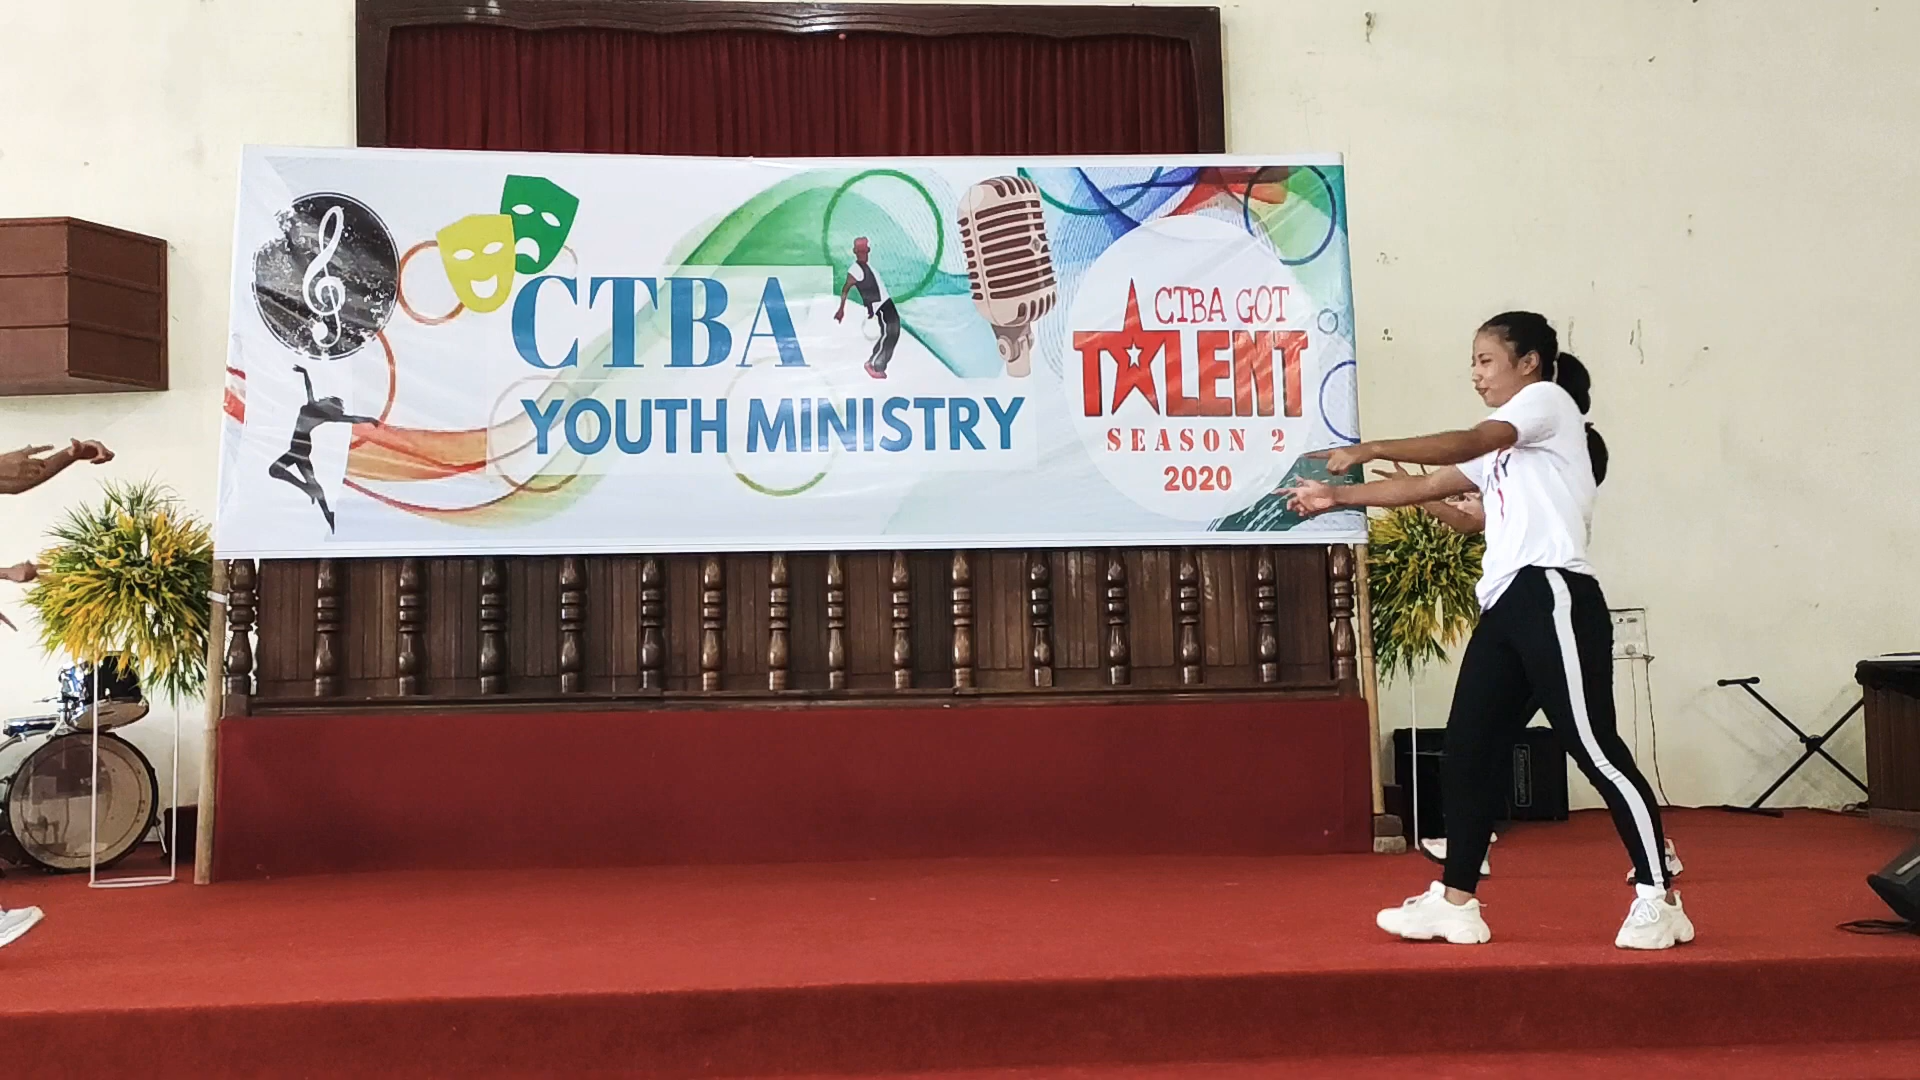 CTBA
YOUTH MINISTRY
CTBA GOT
TALENT
SEASON 2
2020